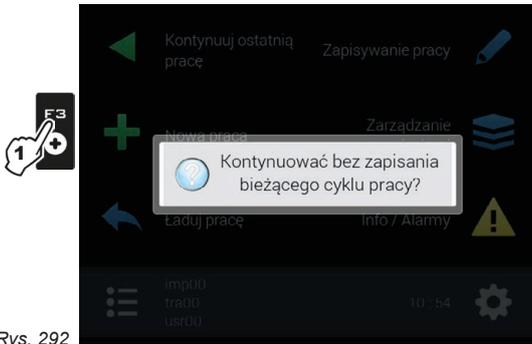 Kontynuuj ostatnią
pracę
Zapisywanie pracy
F3
1
Nowa praca
Zarządzanie
Kontynuować bez zapisania
bieżącego cyklu pracy?
Ładuj pracę
Info / Alarmy
imp00
tra00
usr00
10 : 54
Rys. 292